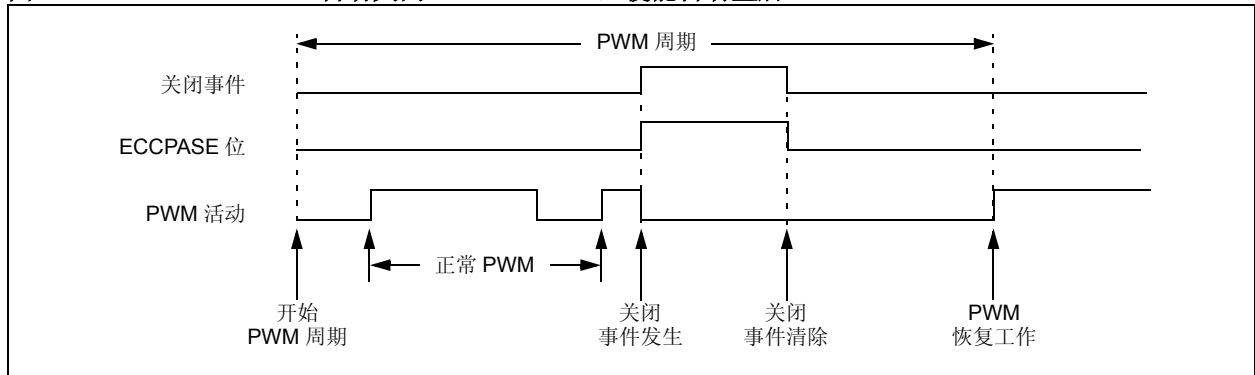 PWM 周期
关闭事件
ECCPASE 位
PWM 活动
正常 PWM
开始
PWM 周期
关闭
事件发生
关闭
事件清除
PWM
恢复工作